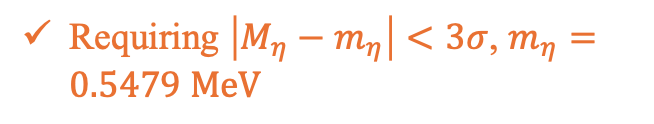 ✓ Requiring |M_η − m_η| < 3σ, m_η =
0.5479 MeV